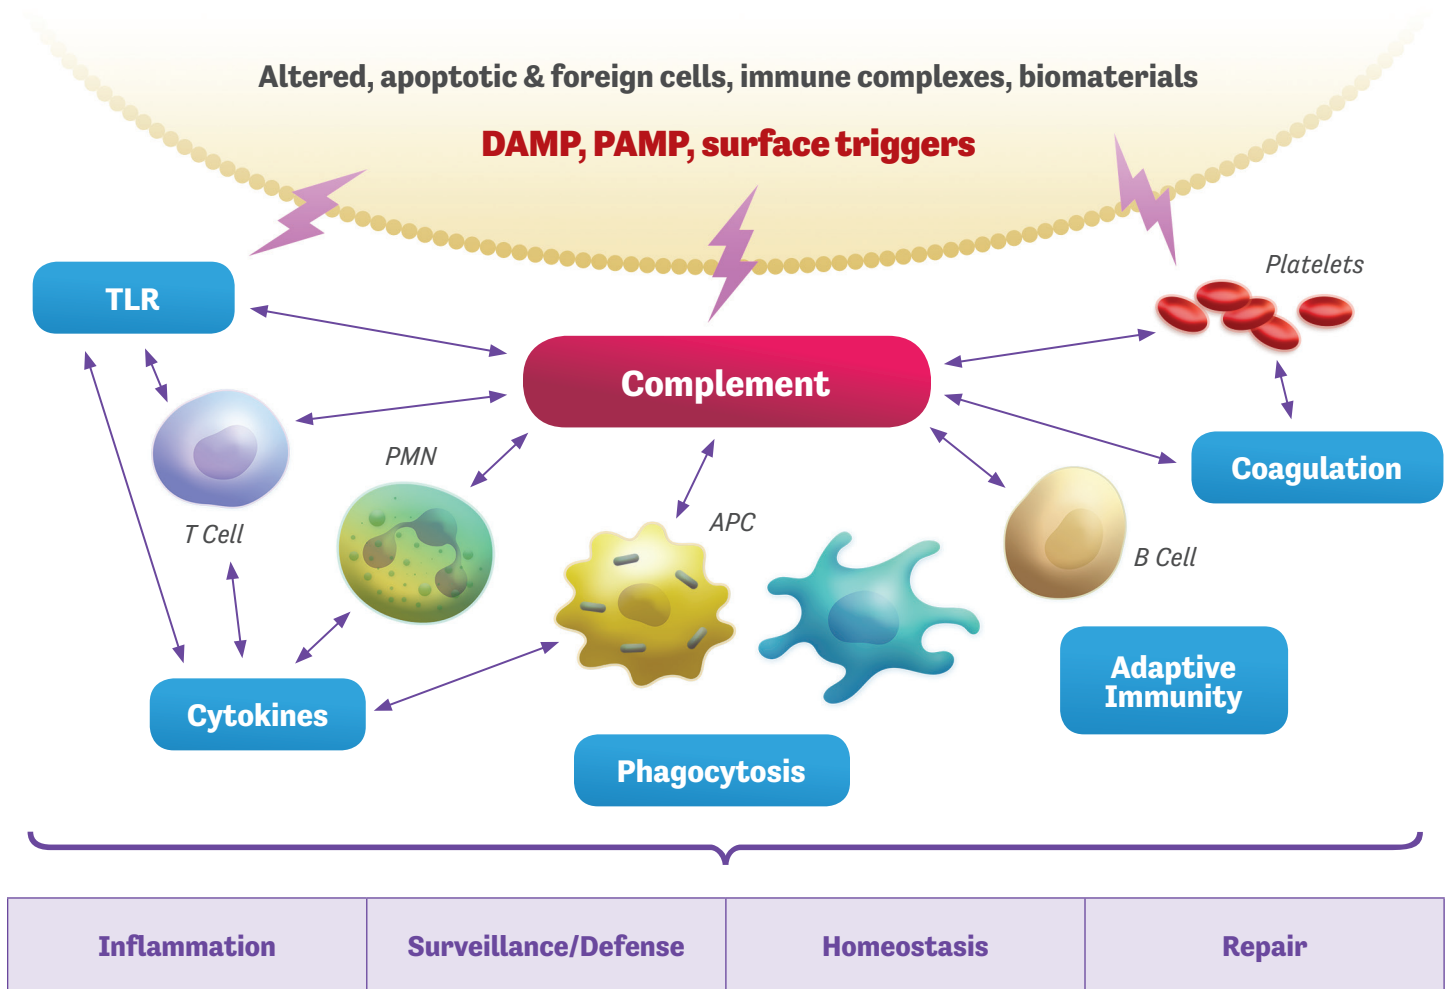 Altered, apoptotic & foreign cells, immune complexes, biomaterials
DAMP, PAMP, surface triggers
Platelets
TLR
Complement
PMN
Coagulation
APC
T Cell
B Cell
Adaptive
Immunity
Cytokines
Phagocytosis
Inflammation
Surveillance/Defense
Homeostasis
Repair